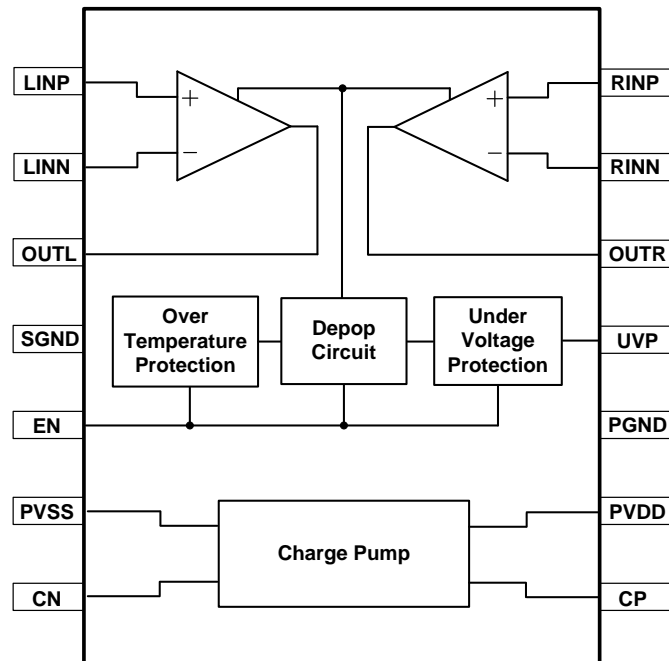 LINP
RINP
+
+
LINN
−
−
RINN
OUTL
OUTR
SGND
Over
Temperature
Protection
Depop
Circuit
Under
Voltage
Protection
UVP
EN
PGND
PVSS
PVDD
Charge Pump
CN
CP